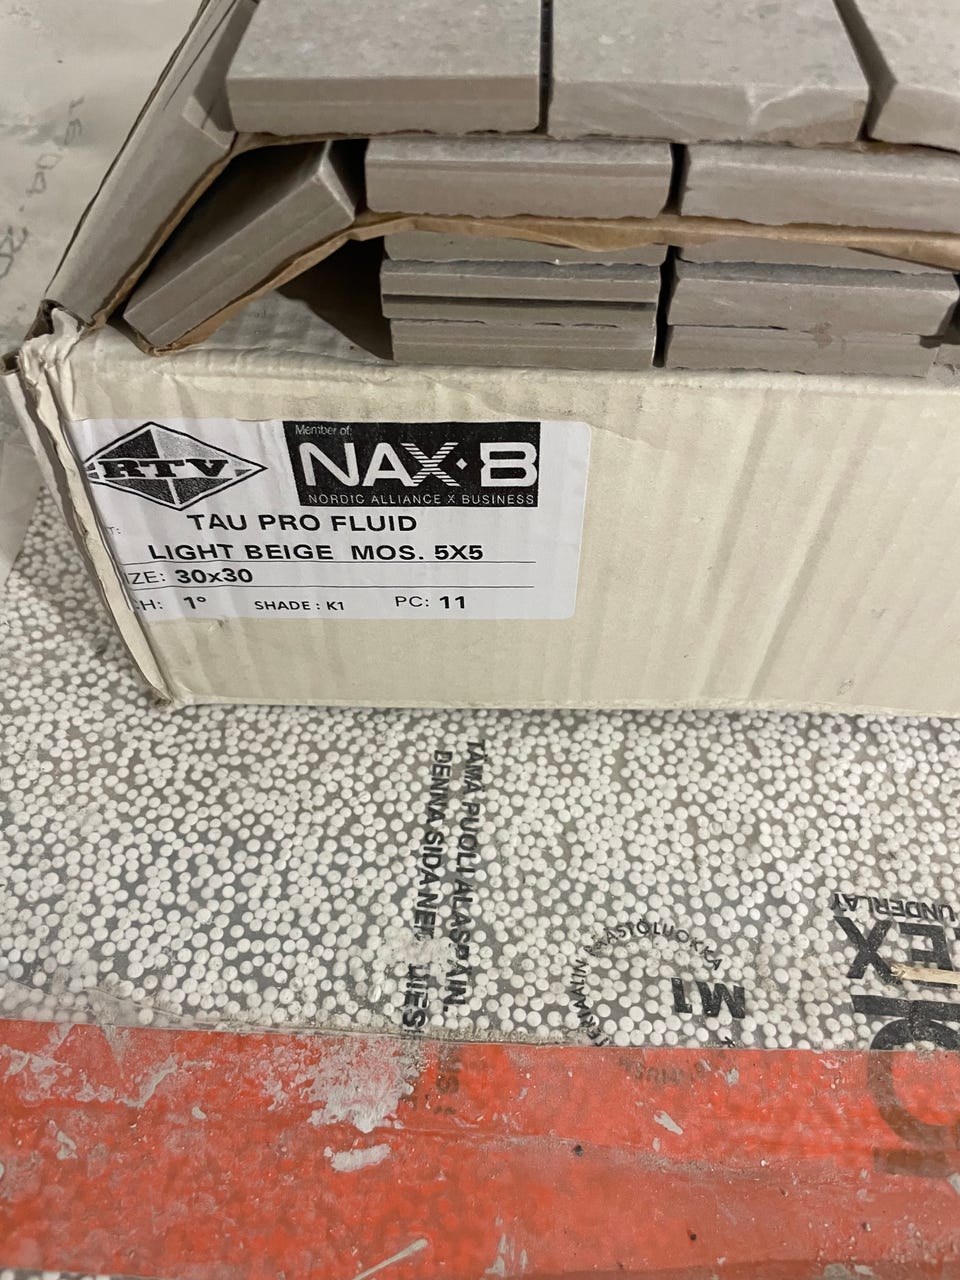 RTV
Member of:
NAX·B
NORDIC ALLIANCE X BUSINESS
TAU PRO FLUID
LIGHT BEIGE MOS. 5X5
ZE: 30x30
H: 1° SHADE: K1 PC: 11
TÄMÄ PUOLI ALASPÄIN.
DENNA SIDA NER
M1
UNDERLAY
EX